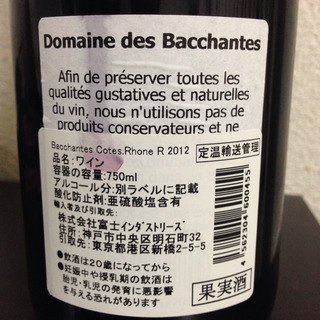 Domaine des Bacchantes
Afin de préserver toutes les
qualités gustatives et naturelles
du vin, nous n'utilisons pas de
produits conservateurs et ne
Bacchantes Cotes.Rhone R 2012
定温輸送管理
品名:ワイン
容器の容量:750ml
アルコール分:別ラベルに記載
酸化防止剤:亜硫酸塩含有
輸入者及び引取先:
株式会社富士インダストリーズ
住所:神戸市中央区明石町32
引取先:東京都港区新橋2-5-5
4562304600455
●飲酒は20歳になってから
●妊娠中や授乳期の飲酒は
胎児・乳児の発育に悪影響
を与える恐れがあります
果実酒